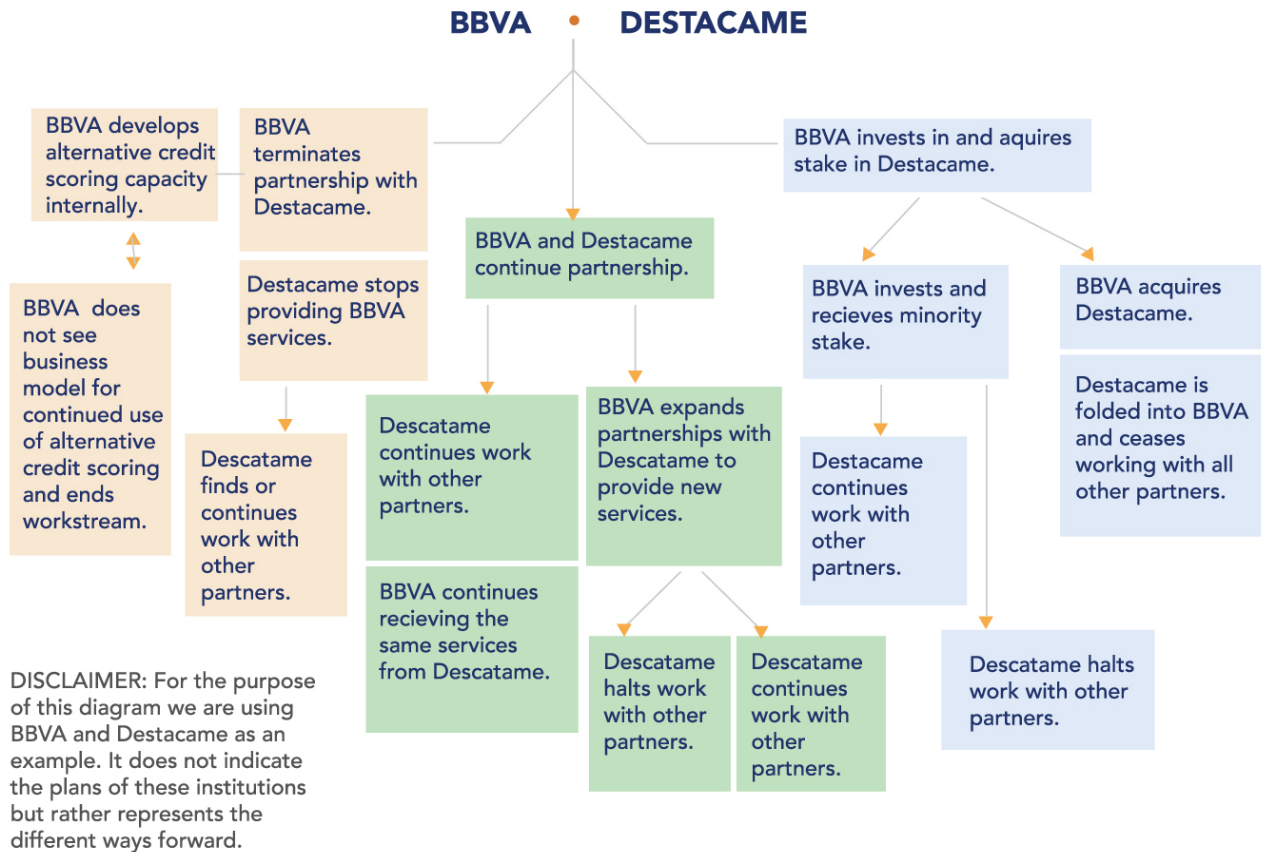 BBVA • DESTACAME
BBVA develops
alternative credit
scoring capacity
internally.
BBVA
terminates
partnership with
Destacame.
BBVA invests in and aquires
stake in Destacame.
BBVA and Destacame
continue partnership.
Destacame stops
providing BBVA
services.
BBVA invests and
recieves minority
stake.
BBVA acquires
Destacame.
BBVA does
not see
business
model for
continued use
of alternative
credit scoring
and ends
workstream.
Descatame
finds or
continues
work with
other
partners.
Descatame
continues work
with other
partners.
BBVA expands
partnerships with
Descatame to
provide new
services.
Destacame
continues
work with
other
partners.
Destacame is
folded into BBVA
and ceases
working with all
other partners.
BBVA continues
recieving the
same services
from Descatame.
Descatame
halts work
with other
partners.
Descatame
continues
work with
other
partners.
Descatame halts
work with other
partners.
DISCLAIMER: For the purpose
of this diagram we are using
BBVA and Destacame as an
example. It does not indicate
the plans of these institutions
but rather represents the
different ways forward.